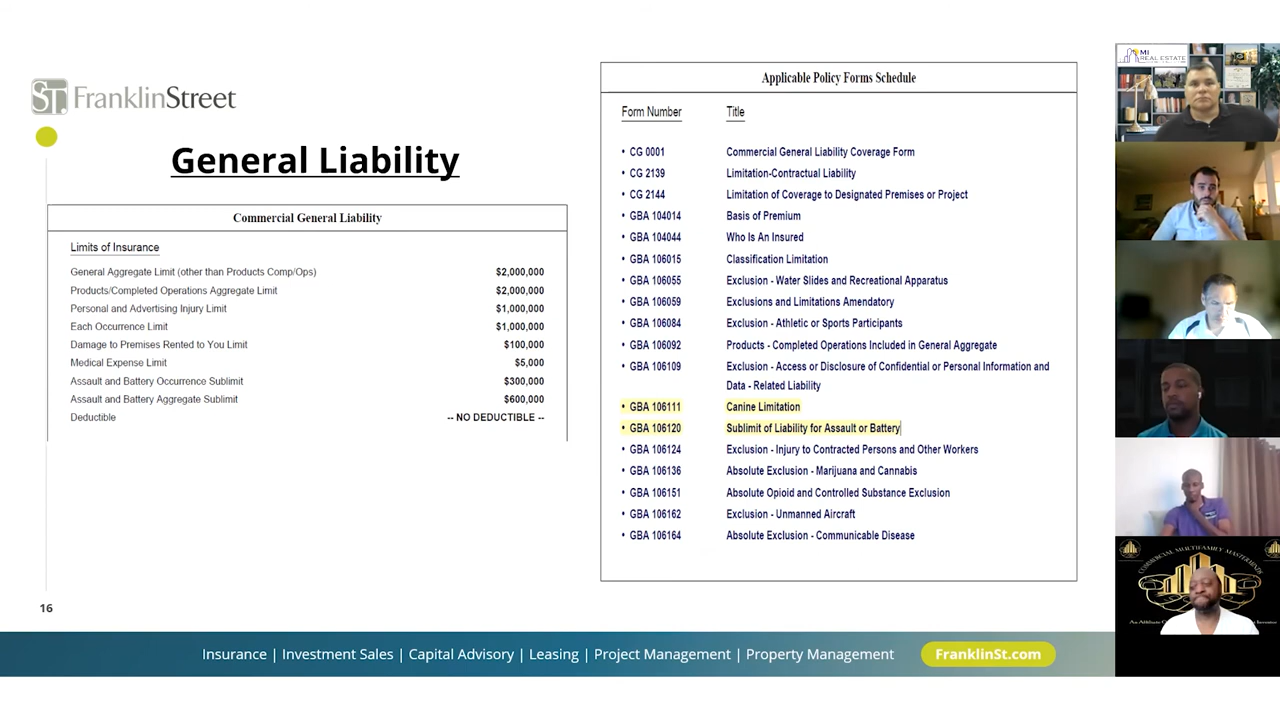 ST. FranklinStreet
General Liability
Commercial General Liability
Limits of Insurance
General Aggregate Limit (other than Products Comp/Ops) $2,000,000
Products/Completed Operations Aggregate Limit $2,000,000
Personal and Advertising Injury Limit $1,000,000
Each Occurrence Limit $1,000,000
Damage to Premises Rented to You Limit $100,000
Medical Expense Limit $5,000
Assault and Battery Occurrence Sublimit $300,000
Assault and Battery Aggregate Sublimit $600,000
Deductible -- NO DEDUCTIBLE --
16
Applicable Policy Forms Schedule
Form Number Title
• CG 0001 Commercial General Liability Coverage Form
• CG 2139 Limitation-Contractual Liability
• CG 2144 Limitation of Coverage to Designated Premises or Project
• GBA 104014 Basis of Premium
• GBA 104044 Who Is An Insured
• GBA 106015 Classification Limitation
• GBA 106055 Exclusion - Water Slides and Recreational Apparatus
• GBA 106059 Exclusions and Limitations Amendatory
• GBA 106084 Exclusion - Athletic or Sports Participants
• GBA 106092 Products - Completed Operations Included in General Aggregate
• GBA 106109 Exclusion - Access or Disclosure of Confidential or Personal Information and
Data - Related Liability
• GBA 106111 Canine Limitation
• GBA 106120 Sublimit of Liability for Assault or Battery
• GBA 106124 Exclusion - Injury to Contracted Persons and Other Workers
• GBA 106136 Absolute Exclusion - Marijuana and Cannabis
• GBA 106151 Absolute Opioid and Controlled Substance Exclusion
• GBA 106162 Exclusion - Unmanned Aircraft
• GBA 106164 Absolute Exclusion - Communicable Disease
Insurance | Investment Sales | Capital Advisory | Leasing | Project Management | Property Management
FranklinSt.com
MI
REAL ESTATE
COMMERCIAL MULTIFAMILY MASTERMINDS
An Affiliate